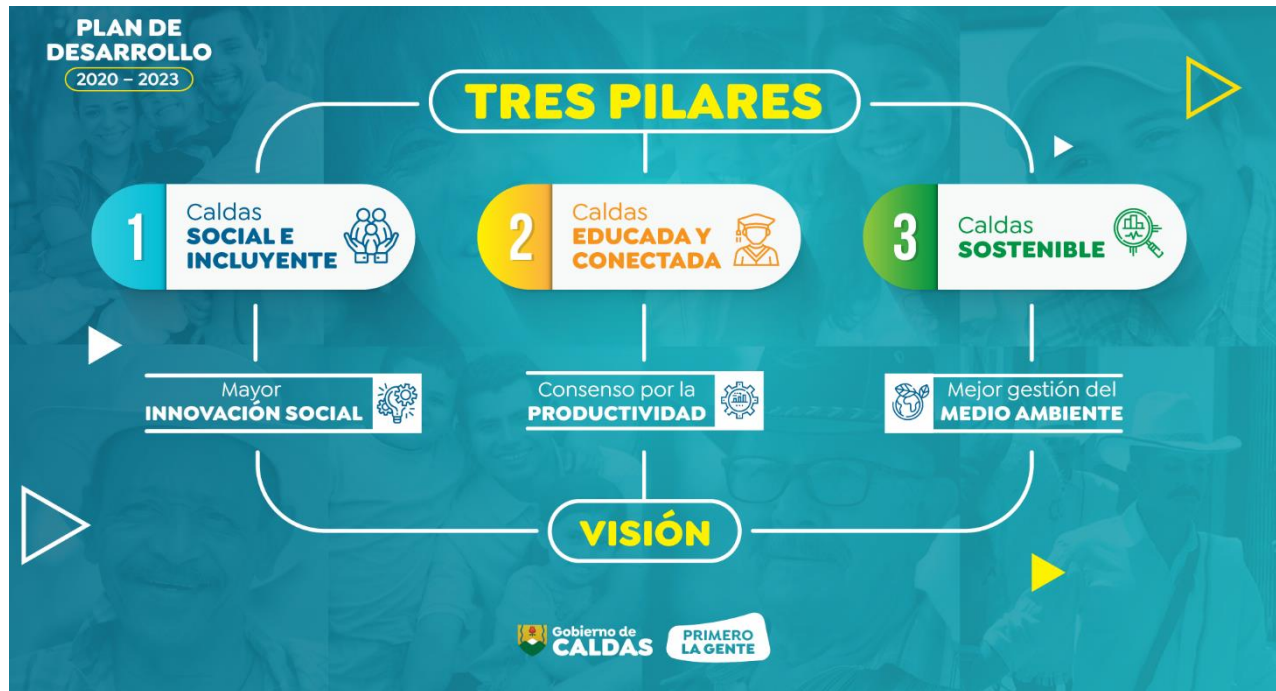 PLAN DE
DESARROLLO
2020 – 2023
TRES PILARES
1
Caldas
SOCIAL E
INCLUYENTE
2
Caldas
EDUCADA Y
CONECTADA
3
Caldas
SOSTENIBLE
Mayor
INNOVACIÓN SOCIAL
Consenso por la
PRODUCTIVIDAD
Mejor gestión del
MEDIO AMBIENTE
VISIÓN
Gobierno de
CALDAS
PRIMERO
LA GENTE